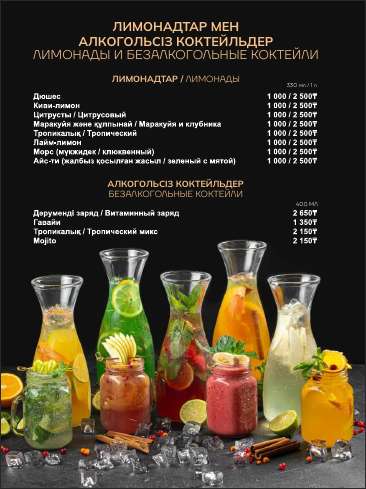 ЛИМОНАДТАР МЕН
АЛКОГОЛЬСІЗ КОКТЕЙЛЬДЕР
ЛИМОНАДЫ И БЕЗАЛКОГОЛЬНЫЕ КОКТЕЙЛИ
ЛИМОНАДТАР / ЛИМОНАДЫ
330 мл / 1 л
Дюшес 1 000 / 2 500₸
Киви-лимон 1 000 / 2 500₸
Цитрусты / Цитрусовый 1 000 / 2 500₸
Маракуйя және құлпынай / Маракуйя и клубника 1 000 / 2 500₸
Тропикалық / Тропический 1 000 / 2 500₸
Лайм-лимон 1 000 / 2 500₸
Морс (мүкжидек / клюквенный) 1 000 / 2 500₸
Айс-ти (жалбыз қосылған жасыл / зеленый с мятой) 1 000 / 2 500₸
АЛКОГОЛЬСІЗ КОКТЕЙЛЬДЕР
БЕЗАЛКОГОЛЬНЫЕ КОКТЕЙЛИ
400 МЛ
Дәруменді заряд / Витаминный заряд 2 650₸
Гавайи 1 350₸
Тропикалық / Тропический микс 2 150₸
Mojito 2 150₸